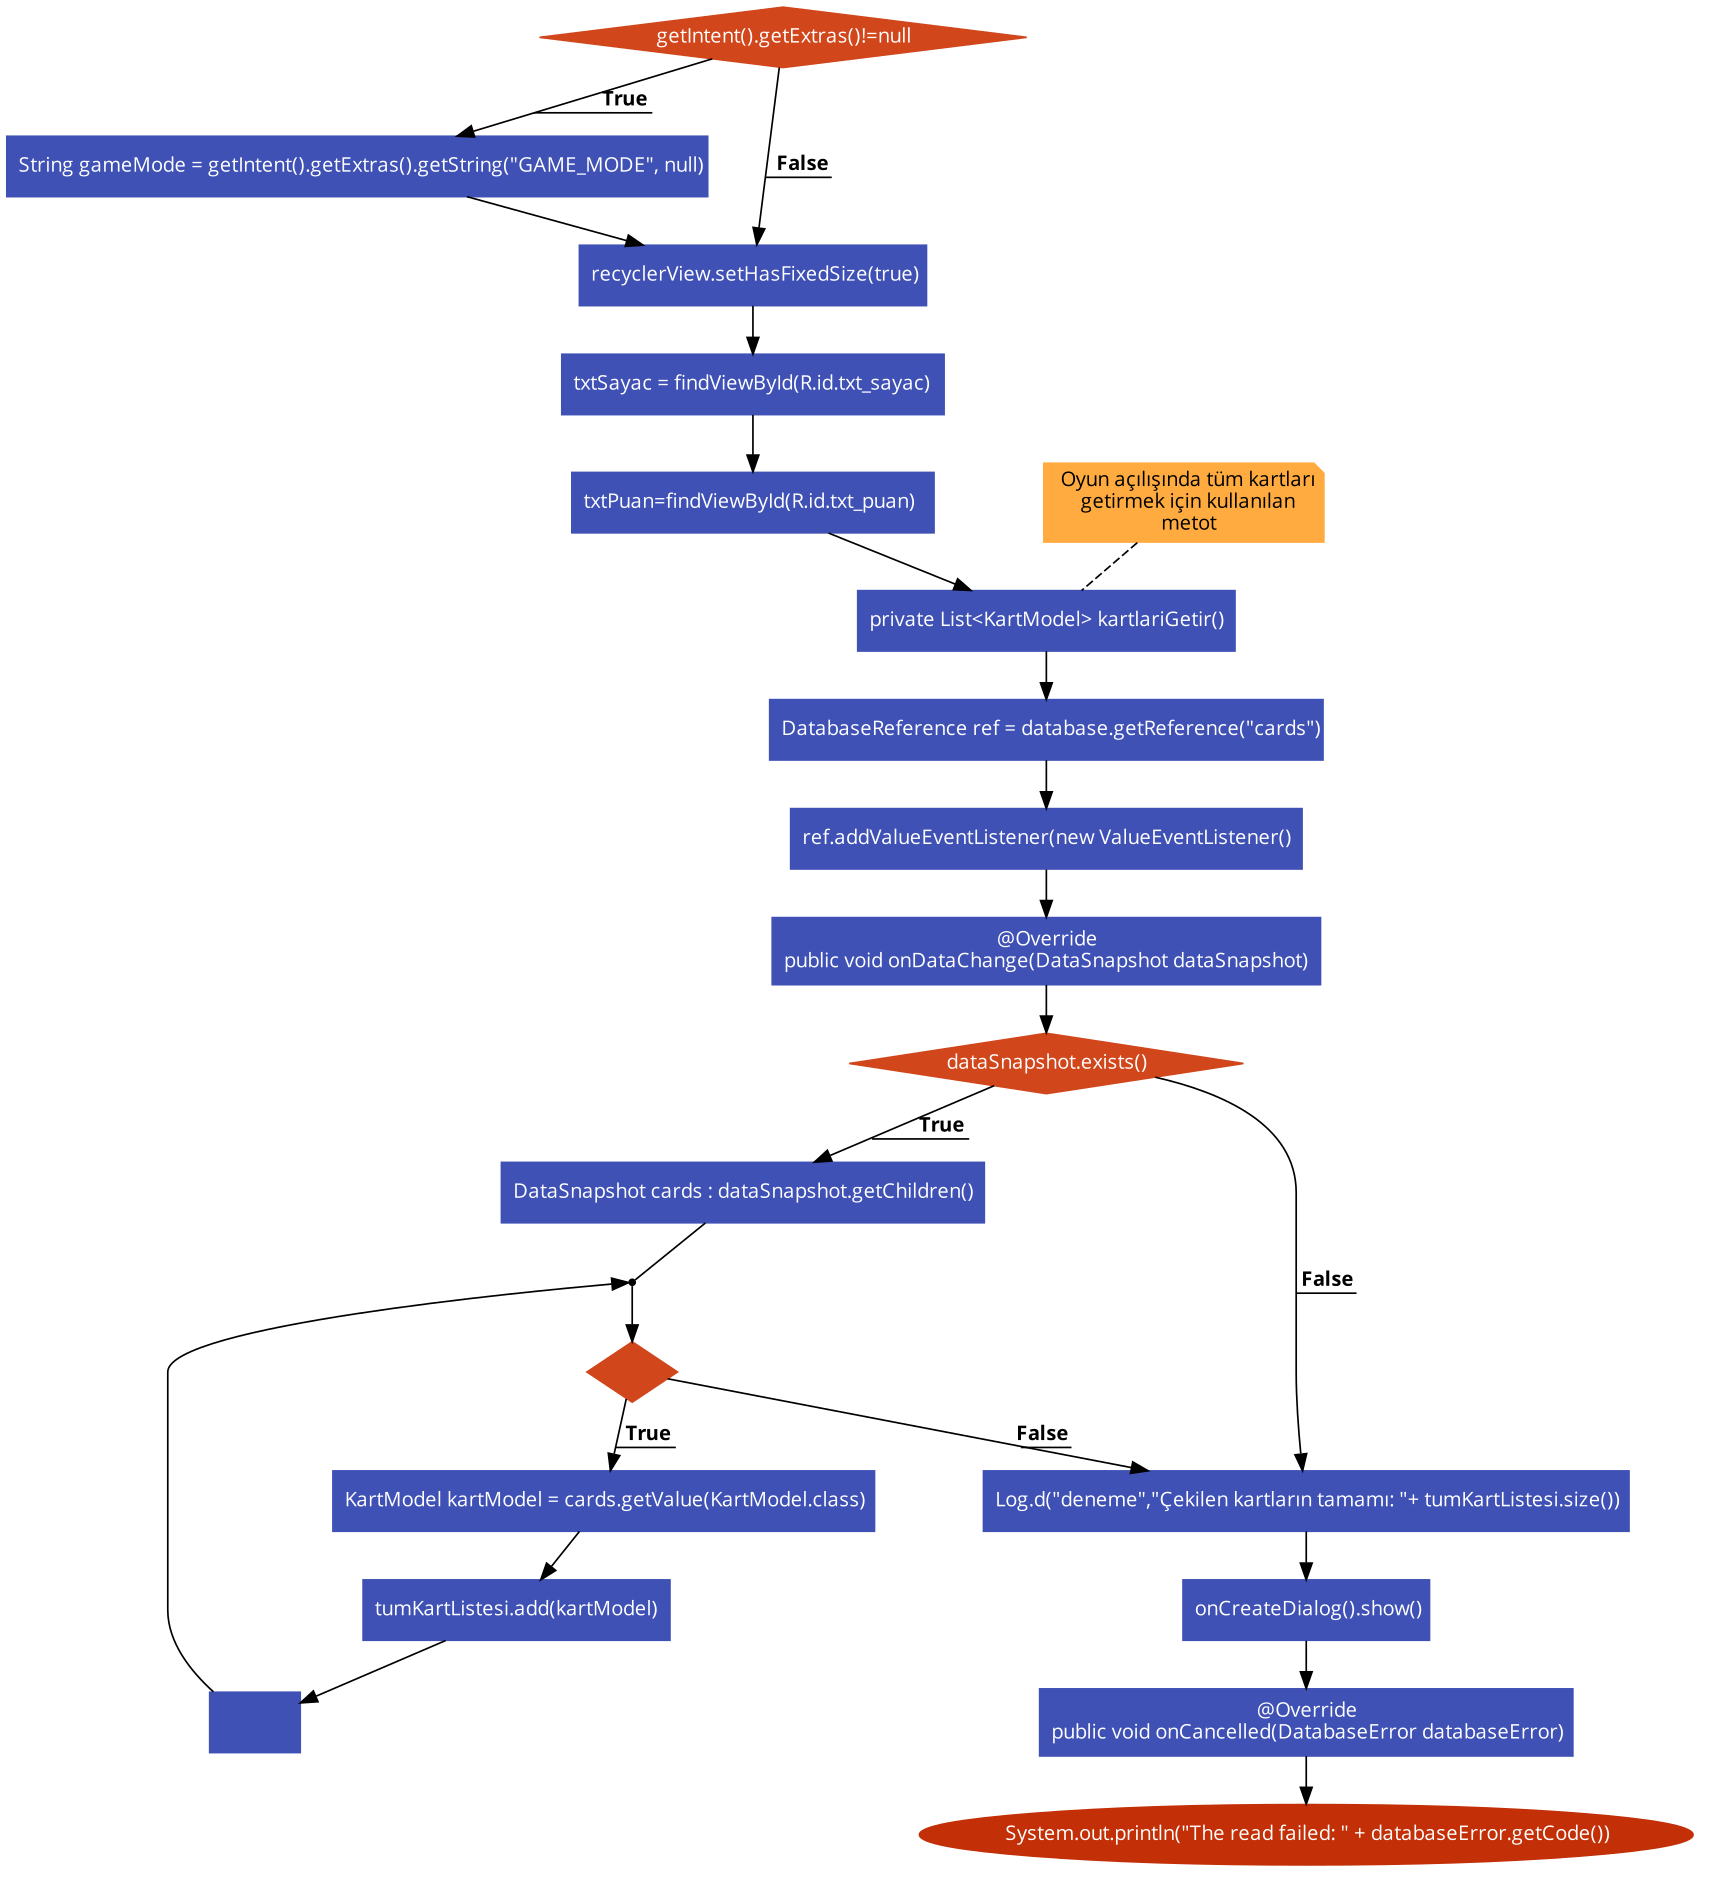 getIntent().getExtras()!=null
True
False
String gameMode = getIntent().getExtras().getString("GAME_MODE", null)
recyclerView.setHasFixedSize(true)
txtSayac = findViewById(R.id.txt_sayac)
txtPuan=findViewById(R.id.txt_puan)
Oyun açılışında tüm kartları
getirmek için kullanılan
metot
private List<KartModel> kartlariGetir()
DatabaseReference ref = database.getReference("cards")
ref.addValueEventListener(new ValueEventListener()
@Override
public void onDataChange(DataSnapshot dataSnapshot)
dataSnapshot.exists()
True
DataSnapshot cards : dataSnapshot.getChildren()
False
True
False
KartModel kartModel = cards.getValue(KartModel.class)
Log.d("deneme","Çekilen kartların tamamı: "+ tumKartListesi.size())
tumKartListesi.add(kartModel)
onCreateDialog().show()
@Override
public void onCancelled(DatabaseError databaseError)
System.out.println("The read failed: " + databaseError.getCode())